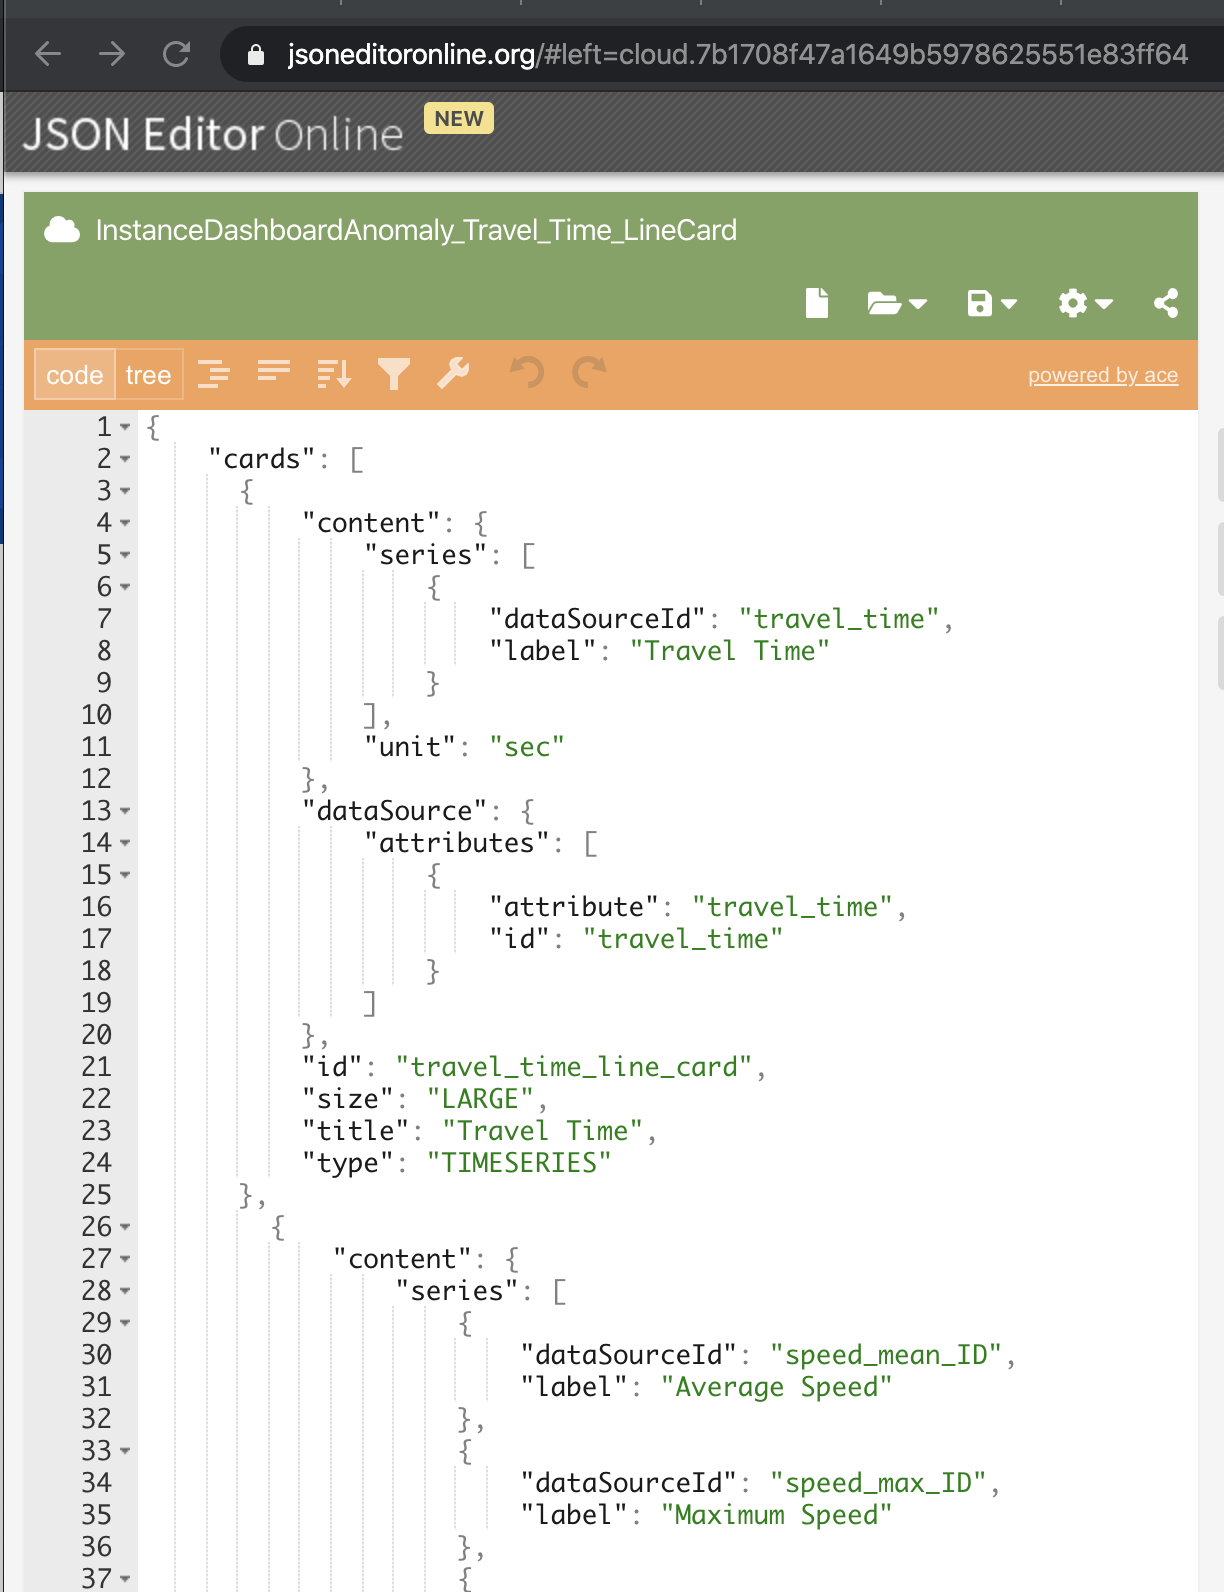 jsoneditoronline.org/#left=cloud.7b1708f47a1649b5978625551e83ff64
JSON Editor Online NEW
InstanceDashboardAnomaly_Travel_Time_LineCard
code tree powered by ace
1 {
2 "cards": [
3 {
4 "content": {
5 "series": [
6 {
7 "dataSourceId": "travel_time",
8 "label": "Travel Time"
9 }
10 ],
11 "unit": "sec"
12 },
13 "dataSource": {
14 "attributes": [
15 {
16 "attribute": "travel_time",
17 "id": "travel_time"
18 }
19 ]
20 },
21 "id": "travel_time_line_card",
22 "size": "LARGE",
23 "title": "Travel Time",
24 "type": "TIMESERIES"
25 },
26 {
27 "content": {
28 "series": [
29 {
30 "dataSourceId": "speed_mean_ID",
31 "label": "Average Speed"
32 },
33 {
34 "dataSourceId": "speed_max_ID",
35 "label": "Maximum Speed"
36 },
37 {